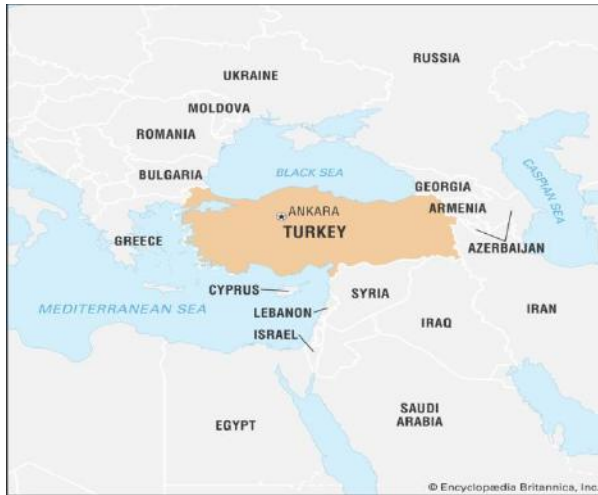 RUSSIA
UKRAINE
MOLDOVA
ROMANIA
CASPIAN SEA
BLACK SEA
BULGARIA
GEORGIA
ANKARA
ARMENIA
TURKEY
GREECE
AZERBAIJAN
CYPRUS
SYRIA
MEDITERRANEAN SEA
LEBANON
IRAN
IRAQ
ISRAEL
SAUDI
ARABIA
EGYPT
© Encyclopædia Britannica, Inc.